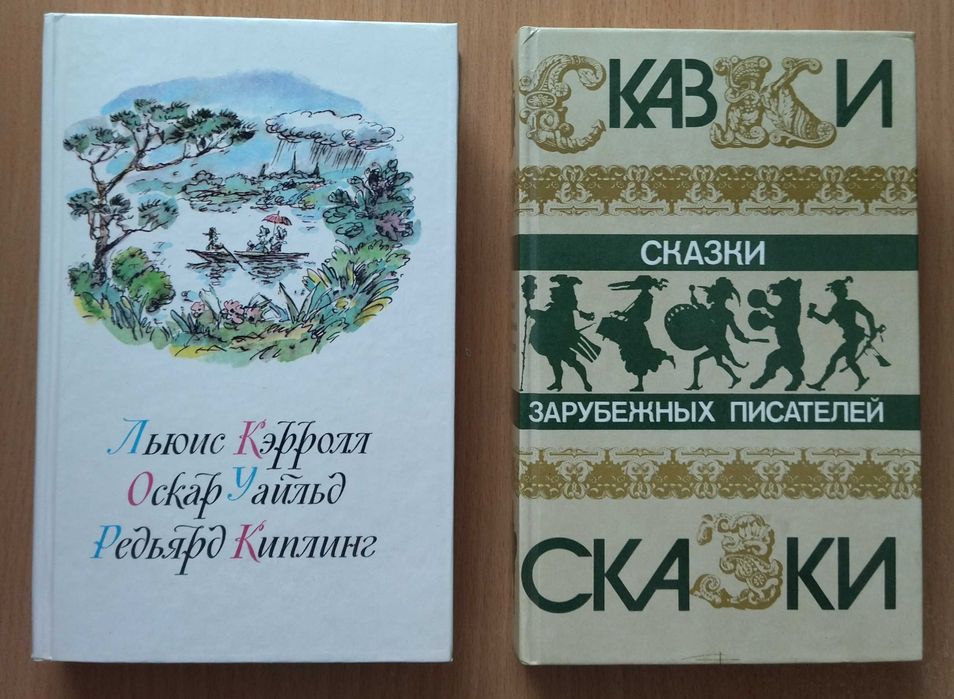 Льюис Кэрролл
Оскар Уайльд
Редьярд Киплинг
СКАЗКИ
СКАЗКИ
ЗАРУБЕЖНЫХ ПИСАТЕЛЕЙ
СКАЗКИ